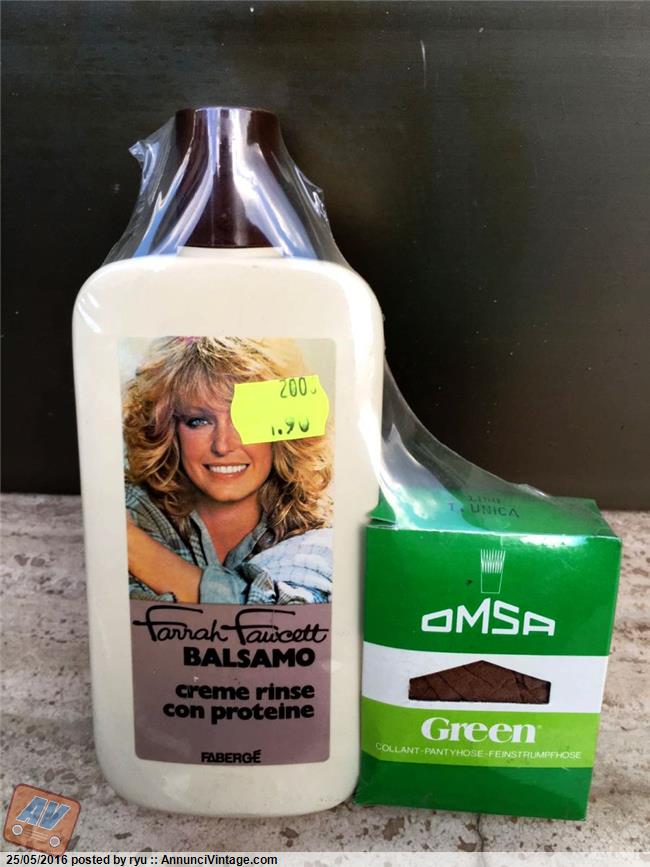 200
1.90
Farrah Fawcett
BALSAMO
creme rinse
con proteine
FABERGÉ
T. UNICA
OMSA
Green
COLLANT-PANTYHOSE-FEINSTRUMPFHOSE
AV
25/05/2016 posted by ryu :: AnnunciVintage.com